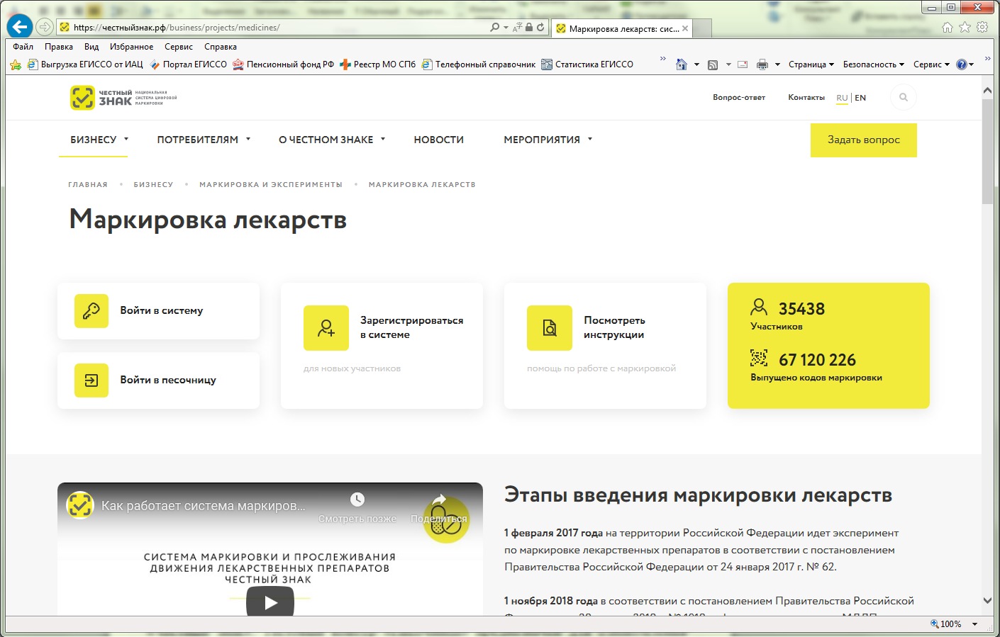 https://честныйзнак.рф/business/projects/medicines/
Маркировка лекарств: сис...
Файл Правка Вид Избранное Сервис Справка
Выгрузка ЕГИССО от ИАЦ Портал ЕГИССО Пенсионный фонд РФ Реестр МО СПб Телефонный справочник Статистика ЕГИССО
Страница Безопасность Сервис
ЧЕСТНЫЙ
ЗНАК
НАЦИОНАЛЬНАЯ
СИСТЕМА ЦИФРОВОЙ
МАРКИРОВКИ
Вопрос-ответ Контакты RU | EN
БИЗНЕСУ ПОТРЕБИТЕЛЯМ О ЧЕСТНОМ ЗНАКЕ НОВОСТИ МЕРОПРИЯТИЯ
Задать вопрос
ГЛАВНАЯ • БИЗНЕСУ • МАРКИРОВКА И ЭКСПЕРИМЕНТЫ • МАРКИРОВКА ЛЕКАРСТВ
Маркировка лекарств
Войти в систему
Войти в песочницу
Зарегистрироваться
в системе
для новых участников
Посмотреть
инструкции
помощь по работе с маркировкой
35438
Участников
67 120 226
Выпущено кодов маркировки
Как работает система маркиров...
Смотреть позже
Поделиться
СИСТЕМА МАРКИРОВКИ И ПРОСЛЕЖИВАНИЯ
ДВИЖЕНИЯ ЛЕКАРСТВЕННЫХ ПРЕПАРАТОВ
ЧЕСТНЫЙ ЗНАК
Этапы введения маркировки лекарств
1 февраля 2017 года на территории Российской Федерации идет эксперимент
по маркировке лекарственных препаратов в соответствии с постановлением
Правительства Российской Федерации от 24 января 2017 г. № 62.
1 ноября 2018 года в соответствии с постановлением Правительства Российской
100%